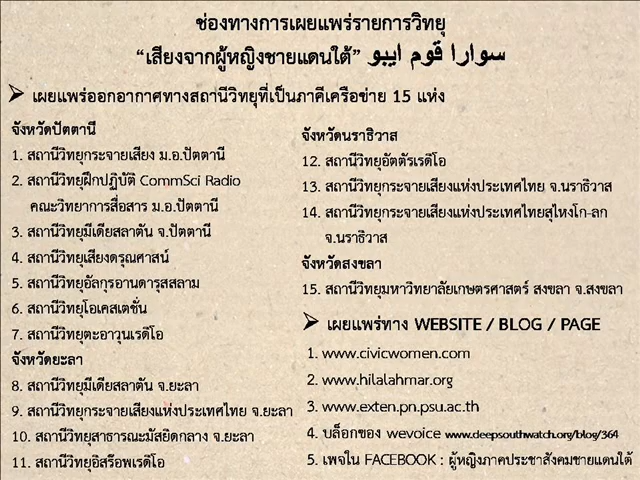 ช่องทางการเผยแพร่รายการวิทยุ
“เสียงจากผู้หญิงชายแดนใต้” سوارا قوم ايبو
➢ เผยแพร่ออกอากาศทางสถานีวิทยุที่เป็นภาคีเครือข่าย 15 แห่ง
จังหวัดปัตตานี
1. สถานีวิทยุกระจายเสียง ม.อ.ปัตตานี
2. สถานีวิทยุฝึกปฏิบัติ CommSci Radio
คณะวิทยาการสื่อสาร ม.อ.ปัตตานี
3. สถานีวิทยุมีเดียสลาตัน จ.ปัตตานี
4. สถานีวิทยุเสียงดรุณศาสน์
5. สถานีวิทยุอัลกุรอานดารุสสลาม
6. สถานีวิทยุโอเคสเตชั่น
7. สถานีวิทยุตะอาวุนเรดิโอ
จังหวัดยะลา
8. สถานีวิทยุมีเดียสลาตัน จ.ยะลา
9. สถานีวิทยุกระจายเสียงแห่งประเทศไทย จ.ยะลา
10. สถานีวิทยุสาธารณะมัสยิดกลาง จ.ยะลา
11. สถานีวิทยุอิสร๊อพเรดิโอ
จังหวัดนราธิวาส
12. สถานีวิทยุอัตตัรเรดิโอ
13. สถานีวิทยุกระจายเสียงแห่งประเทศไทย จ.นราธิวาส
14. สถานีวิทยุกระจายเสียงแห่งประเทศไทยสุไหงโก-ลก
จ.นราธิวาส
จังหวัดสงขลา
15. สถานีวิทยุมหาวิทยาลัยเกษตรศาสตร์ สงขลา จ.สงขลา
➢ เผยแพร่ทาง WEBSITE / BLOG / PAGE
1. www.civicwomen.com
2. www.hilalahmar.org
3. www.exten.pn.psu.ac.th
4. บล็อกของ wevoice www.deepsouthwatch.org/blog/364
5. เพจใน FACEBOOK : ผู้หญิงภาคประชาสังคมชายแดนใต้